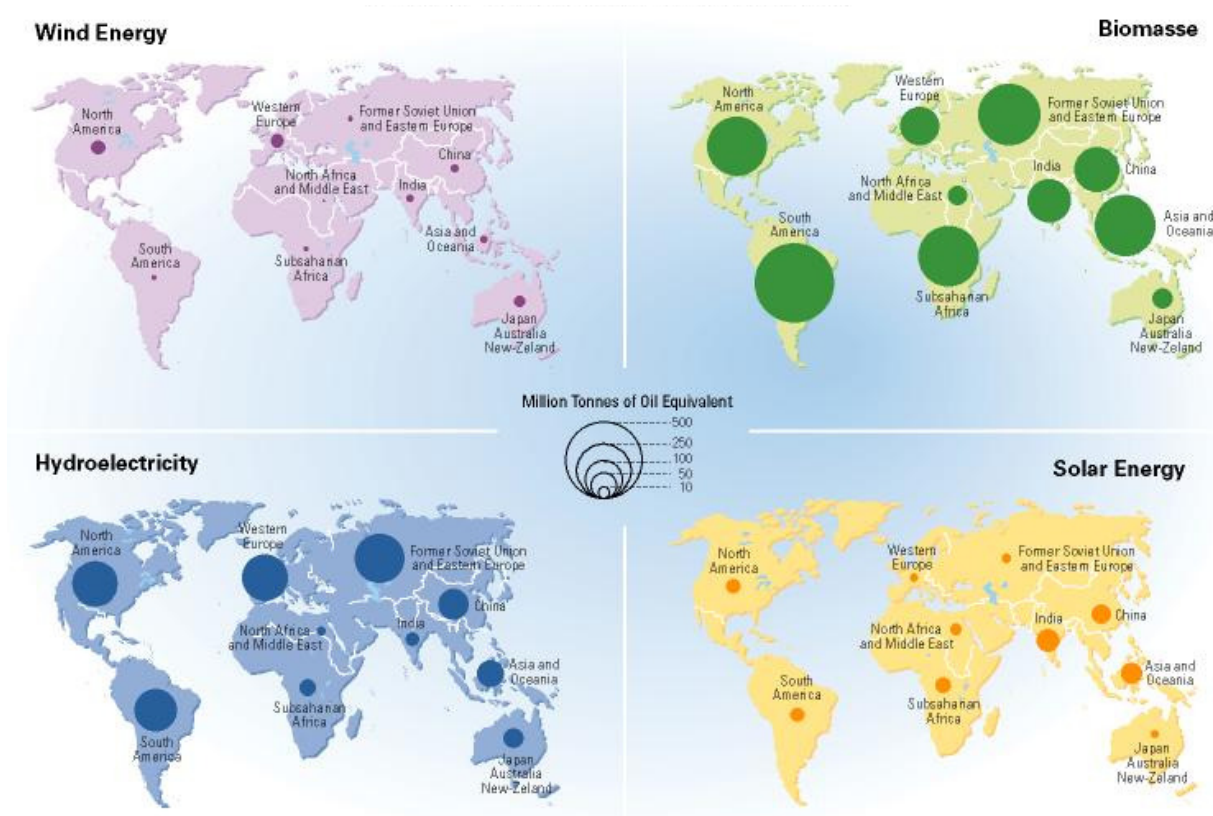 Wind Energy
North
America
Western
Europe
Former Soviet Union
and Eastern Europe
China
North Africa
and Middle East
India
Asia and
Oceania
South
America
Subsaharian
Africa
Japan
Australia
New-Zeland
Biomasse
North
America
Western
Europe
Former Soviet Union
and Eastern Europe
India
China
North Africa
and Middle East
South
America
Asia and
Oceania
Subsaharian
Africa
Japan
Australia
New-Zeland
Million Tonnes of Oil Equivalent
500
250
100
50
10
Hydroelectricity
North
America
Western
Europe
Former Soviet Union
and Eastern Europe
China
North Africa
and Middle East
India
Asia and
Oceania
Subsaharian
Africa
South
America
Japan
Australia
New-Zeland
Solar Energy
North
America
Western
Europe
Former Soviet Union
and Eastern Europe
India
China
North Africa
and Middle East
Asia and
Oceania
South
America
Subsaharian
Africa
Japan
Australia
New-Zeland